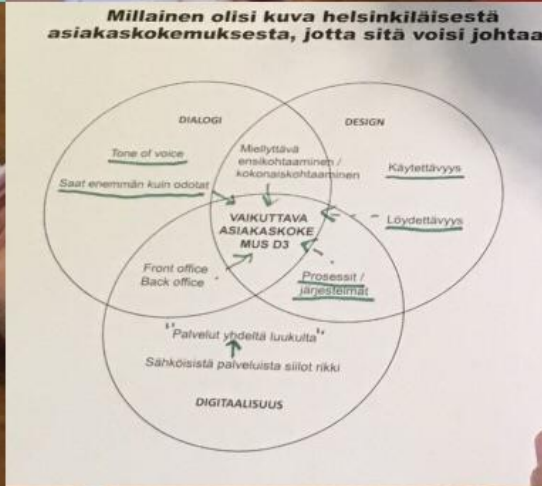 Millainen olisi kuva helsinkiläisestä
asiakaskokemuksesta, jotta sitä voisi johtaa
DIALOGI
DESIGN
Tone of voice
Miellyttävä
ensikohtaaminen /
kokonaiskohtaaminen
Käytettävyys
Saat enemmän kuin odotat
Löydettävyys
VAIKUTTAVA
ASIAKASKOKE
MUS D3
Front office
Back office
Prosessit /
järjestelmät
"Palvelut yhdeltä luukulta"
Sähköisistä palveluista siilot rikki
DIGITAALISUUS